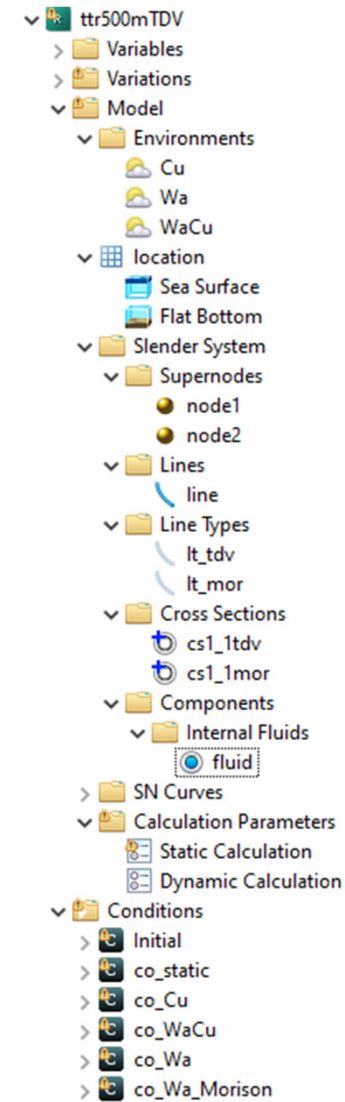 ttr500mTDV
Variables
Variations
Model
Environments
Cu
Wa
WaCu
location
Sea Surface
Flat Bottom
Slender System
Supernodes
node1
node2
Lines
line
Line Types
lt_tdv
lt_mor
Cross Sections
cs1_1tdv
cs1_1mor
Components
Internal Fluids
fluid
SN Curves
Calculation Parameters
Static Calculation
Dynamic Calculation
Conditions
Initial
co_static
co_Cu
co_WaCu
co_Wa
co_Wa_Morison